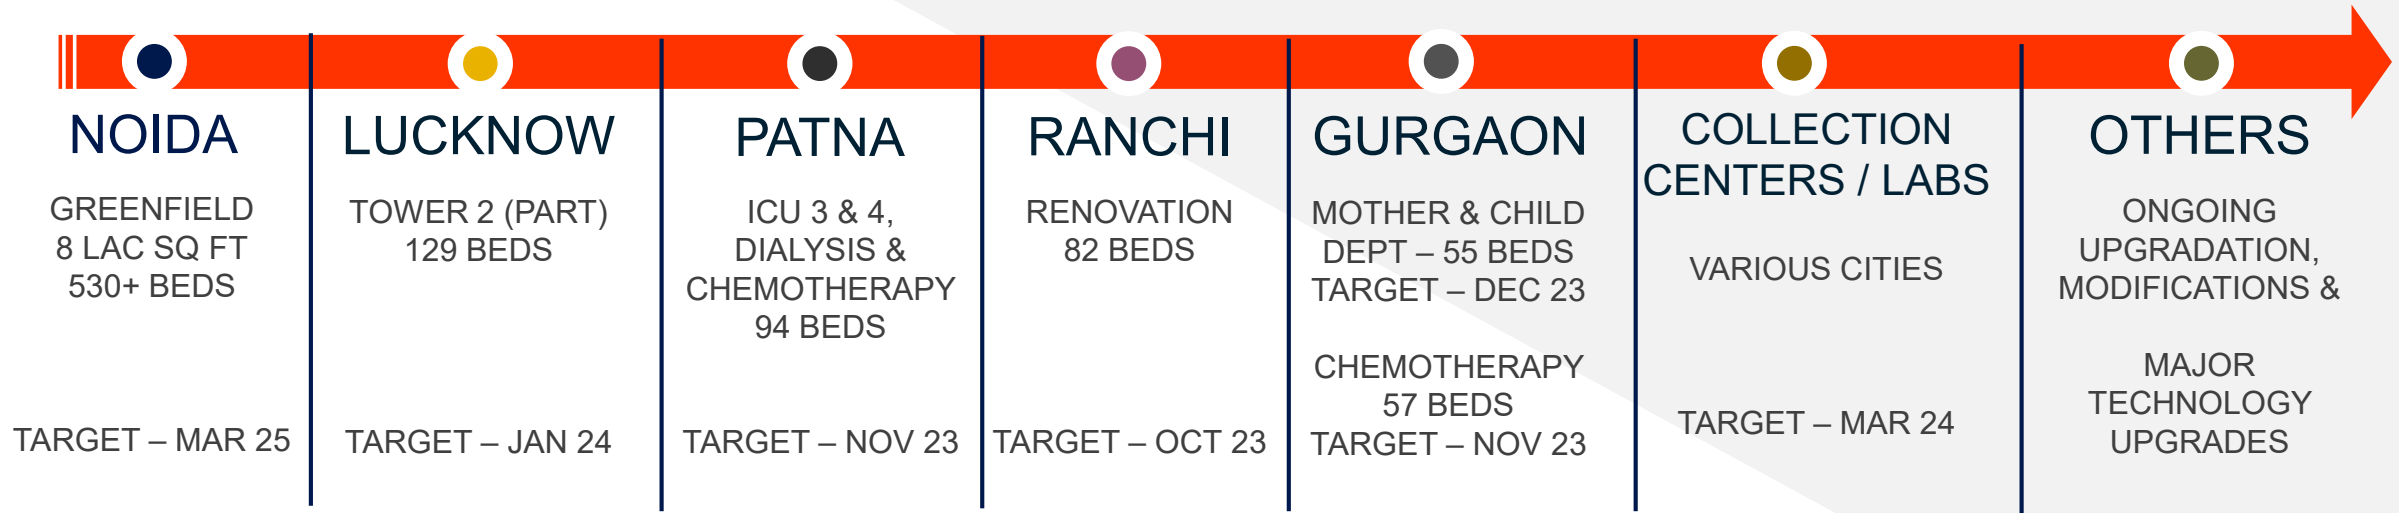 NOIDA
GREENFIELD
8 LAC SQ FT
530+ BEDS
TARGET – MAR 25
LUCKNOW
TOWER 2 (PART)
129 BEDS
TARGET – JAN 24
PATNA
ICU 3 & 4,
DIALYSIS &
CHEMOTHERAPY
94 BEDS
TARGET – NOV 23
RANCHI
RENOVATION
82 BEDS
TARGET – OCT 23
GURGAON
MOTHER & CHILD
DEPT – 55 BEDS
TARGET – DEC 23
CHEMOTHERAPY
57 BEDS
TARGET – NOV 23
COLLECTION
CENTERS / LABS
VARIOUS CITIES
TARGET – MAR 24
OTHERS
ONGOING
UPGRADATION,
MODIFICATIONS &
MAJOR
TECHNOLOGY
UPGRADES